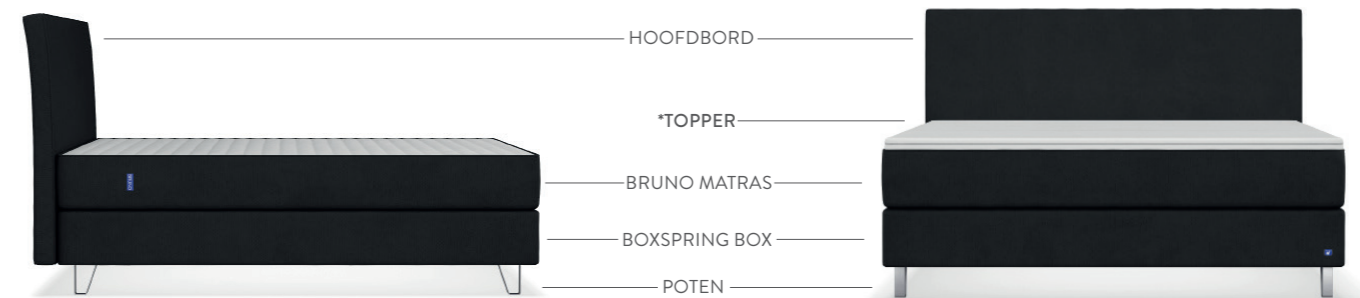 HOOFDBORD
*TOPPER
BRUNO MATRAS
BOXSPRING BOX
POTEN